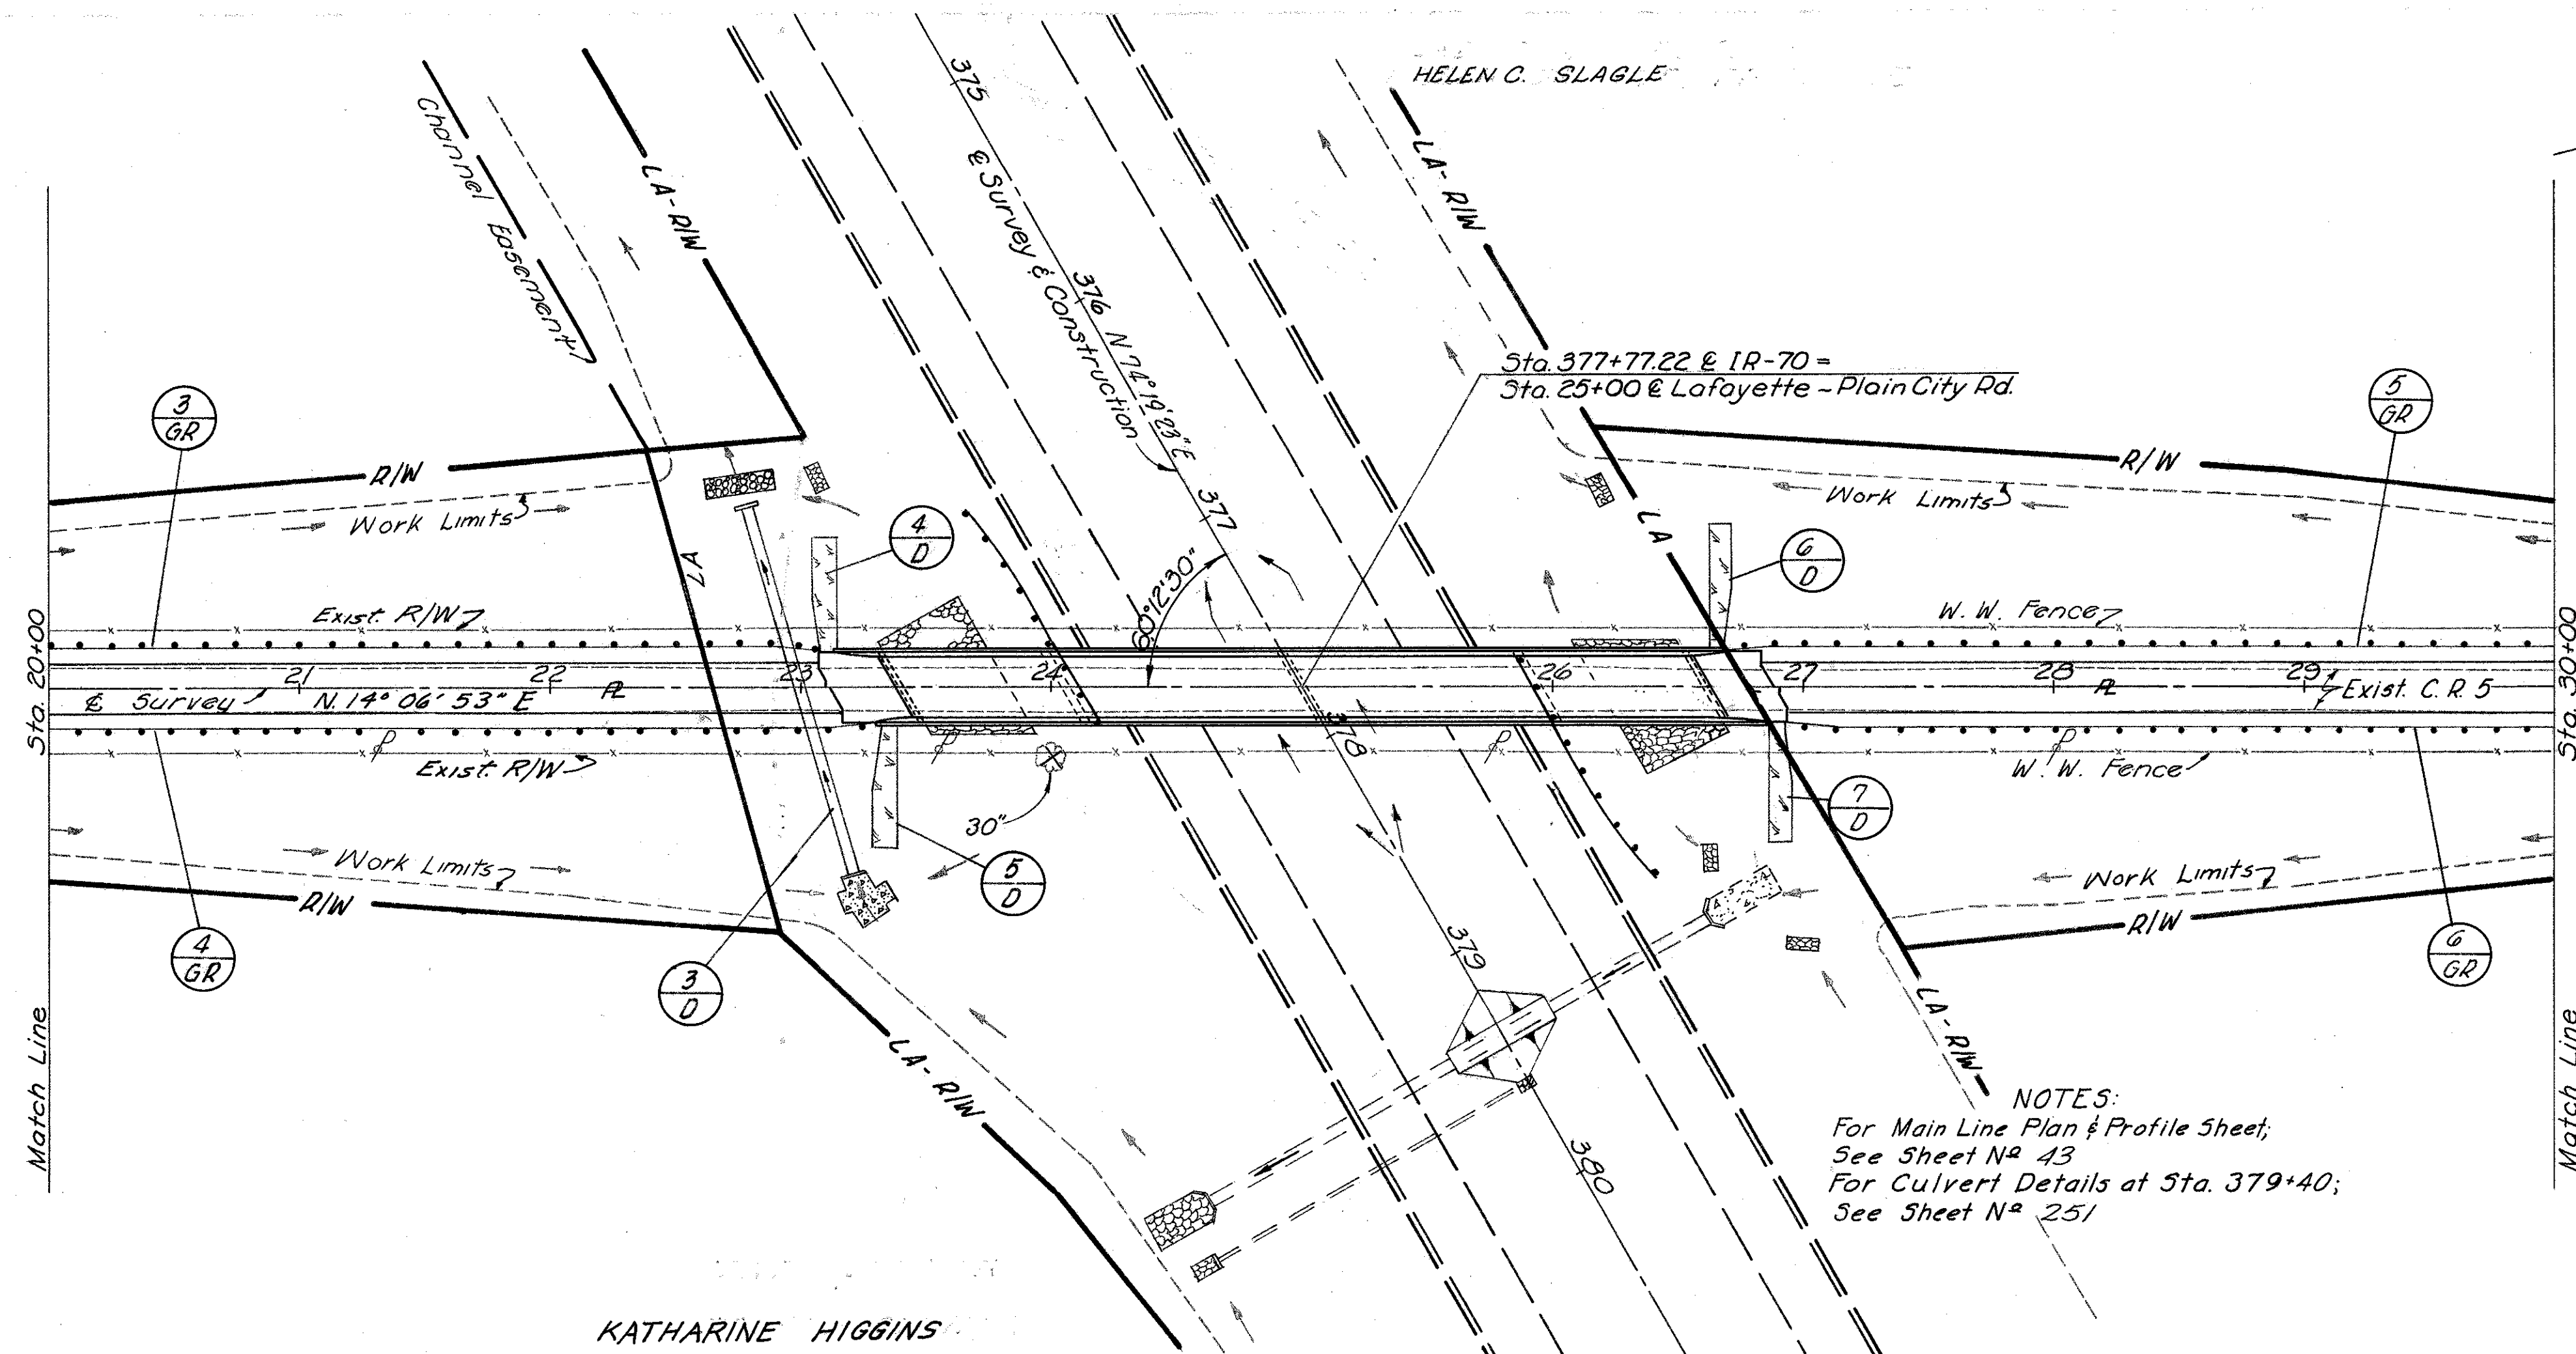 HELEN C. SLAGLE
375
℄ Survey & Construction
376
N 74° 19' 23" E
377
378
379
380
Channel Easement
LA-R/W
LA-R/W
Sta. 377+77.22 ℄ IR-70 =
Sta. 25+00 ℄ Lafayette - Plain City Rd.
3
GR
5
GR
R/W
R/W
Work Limits
Work Limits
4
D
6
D
LA
LA
60°12'30"
Exist. R/W
W. W. Fence
Sta. 20+00
Sta. 30+00
21
22
23
24
26
27
28
29
℄ Survey
N. 14° 06' 53" E
℄
℄
Exist. C.R. 5
Exist. R/W
W. W. Fence
30"
7
D
5
D
Work Limits
Work Limits
R/W
R/W
4
GR
3
D
6
GR
LA-R/W
LA-R/W
Match Line
Match Line
NOTES:
For Main Line Plan & Profile Sheet;
See Sheet Nº 43
For Culvert Details at Sta. 379+40;
See Sheet Nº 251
KATHARINE HIGGINS